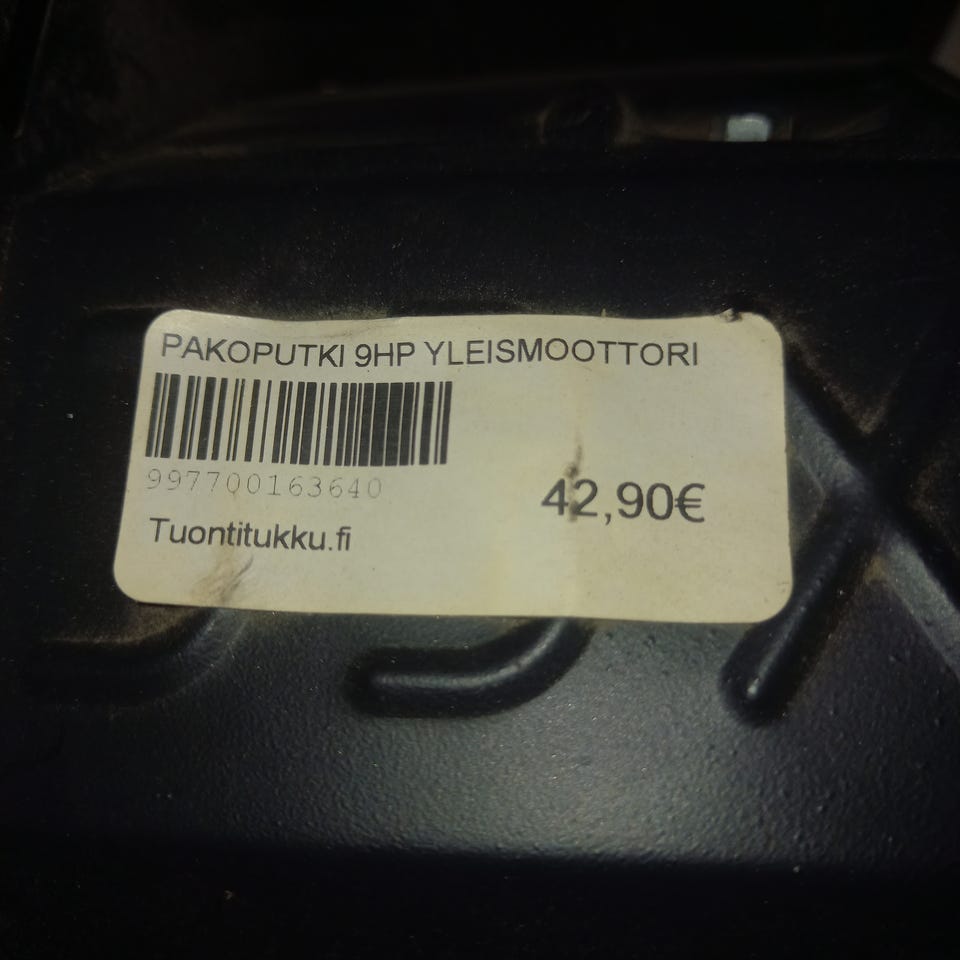 PAKOPUTKI 9HP YLEISMOOTTORI
997700163640
42,90€
Tuontitukku.fi